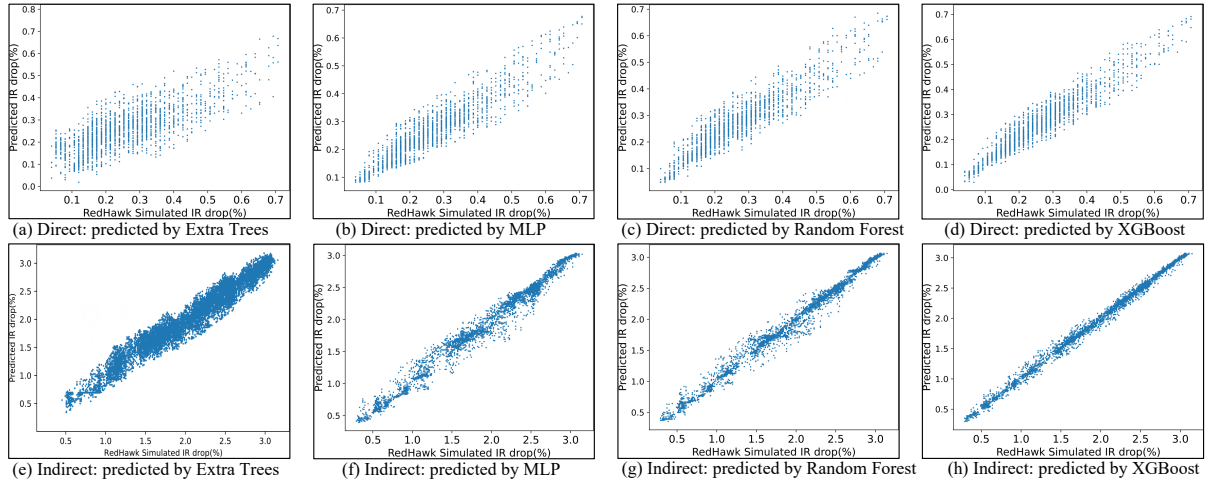 0.8
0.7
0.6
0.5
0.4
0.3
0.2
0.1
0.0
Predicted IR drop(%)
0.1 0.2 0.3 0.4 0.5 0.6 0.7
RedHawk Simulated IR drop(%)
(a) Direct: predicted by Extra Trees
0.7
0.6
0.5
0.4
0.3
0.2
0.1
Predicted IR drop(%)
0.1 0.2 0.3 0.4 0.5 0.6 0.7
RedHawk Simulated IR drop(%)
(b) Direct: predicted by MLP
0.6
0.5
0.4
0.3
0.2
0.1
Predicted IR drop(%)
0.1 0.2 0.3 0.4 0.5 0.6 0.7
RedHawk Simulated IR drop(%)
(c) Direct: predicted by Random Forest
0.7
0.6
0.5
0.4
0.3
0.2
0.1
0.0
Predicted IR drop(%)
0.1 0.2 0.3 0.4 0.5 0.6 0.7
RedHawk Simulated IR drop(%)
(d) Direct: predicted by XGBoost
3.0
2.5
2.0
1.5
1.0
0.5
Predicted IR drop(%)
0.5 1.0 1.5 2.0 2.5 3.0
RedHawk Simulated IR drop(%)
(e) Indirect: predicted by Extra Trees
3.0
2.5
2.0
1.5
1.0
0.5
Predicted IR drop(%)
0.5 1.0 1.5 2.0 2.5 3.0
RedHawk Simulated IR drop(%)
(f) Indirect: predicted by MLP
3.0
2.5
2.0
1.5
1.0
0.5
Predicted IR drop(%)
0.5 1.0 1.5 2.0 2.5 3.0
RedHawk Simulated IR drop(%)
(g) Indirect: predicted by Random Forest
3.0
2.5
2.0
1.5
1.0
0.5
Predicted IR drop(%)
0.5 1.0 1.5 2.0 2.5 3.0
RedHawk Simulated IR drop(%)
(h) Indirect: predicted by XGBoost